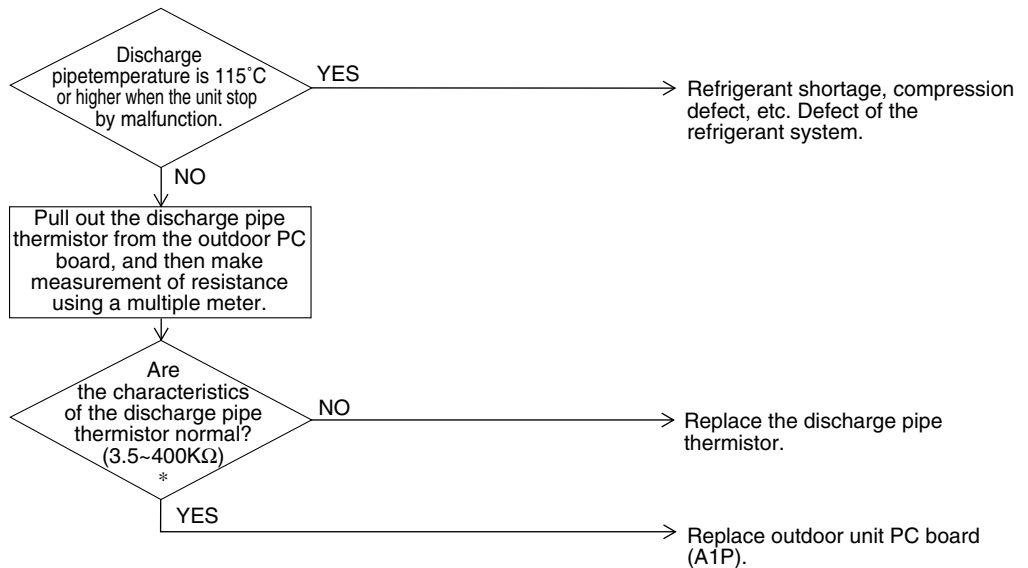 Discharge
pipetemperature is 115˚C
or higher when the unit stop
by malfunction.
YES
Refrigerant shortage, compression
defect, etc. Defect of the
refrigerant system.
NO
Pull out the discharge pipe
thermistor from the outdoor PC
board, and then make
measurement of resistance
using a multiple meter.
Are
the characteristics
of the discharge pipe
thermistor normal?
(3.5~400KΩ)
*
NO
Replace the discharge pipe
thermistor.
YES
Replace outdoor unit PC board
(A1P).